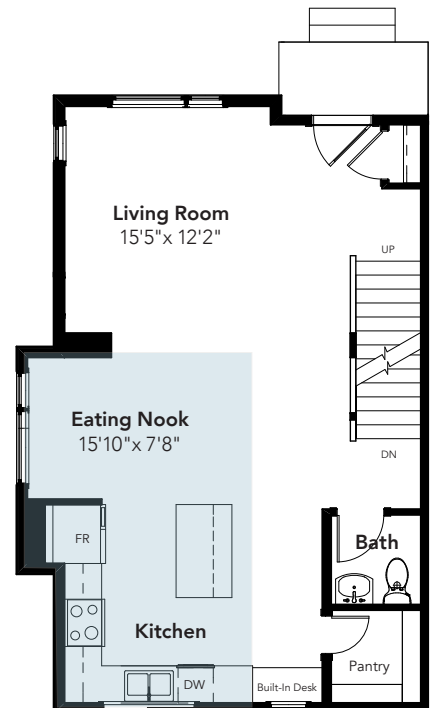 Living Room
15'5"x 12'2"
UP
Eating Nook
15'10"x 7'8"
DN
FR
Bath
Kitchen
Pantry
DW
Built-In Desk